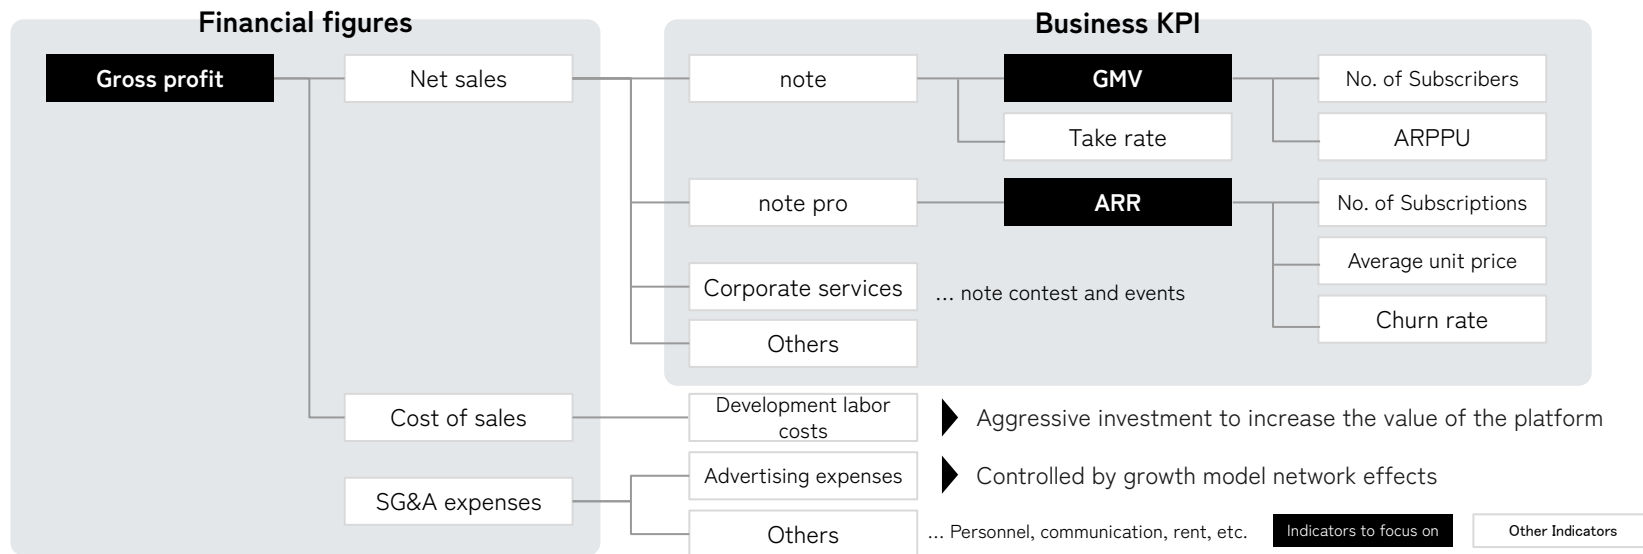 Financial figures
Business KPI
Gross profit
Net sales
note
GMV
No. of Subscribers
Take rate
ARPPU
note pro
ARR
No. of Subscriptions
Average unit price
Corporate services
... note contest and events
Churn rate
Others
Cost of sales
Development labor
costs
Aggressive investment to increase the value of the platform
SG&A expenses
Advertising expenses
Controlled by growth model network effects
Others
... Personnel, communication, rent, etc.
Indicators to focus on
Other Indicators